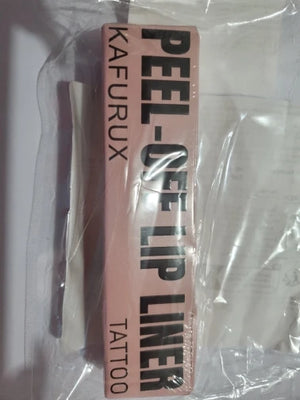 PEEL-OFF LIP LINER
KAFURUX
TATTOO